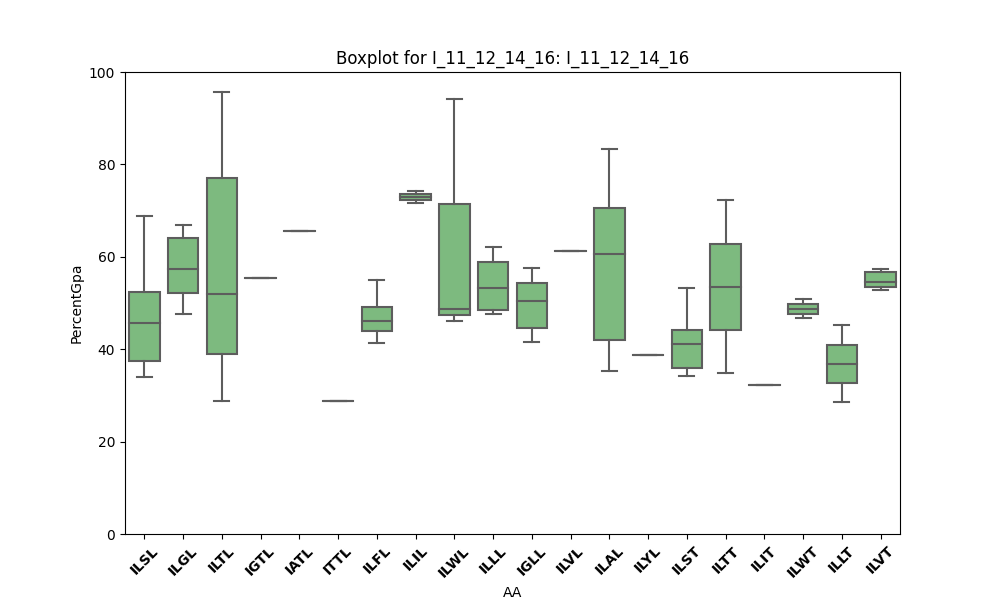 Boxplot for I_11_12_14_16: I_11_12_14_16
PercentGpa
100
80
60
40
20
0
ILSL ILGL ILTL IGTL IATL ITTL ILFL ILIL ILWL ILLL IGLL ILVL ILAL ILYL ILST ILTT ILIT ILWT ILLT ILVT
AA